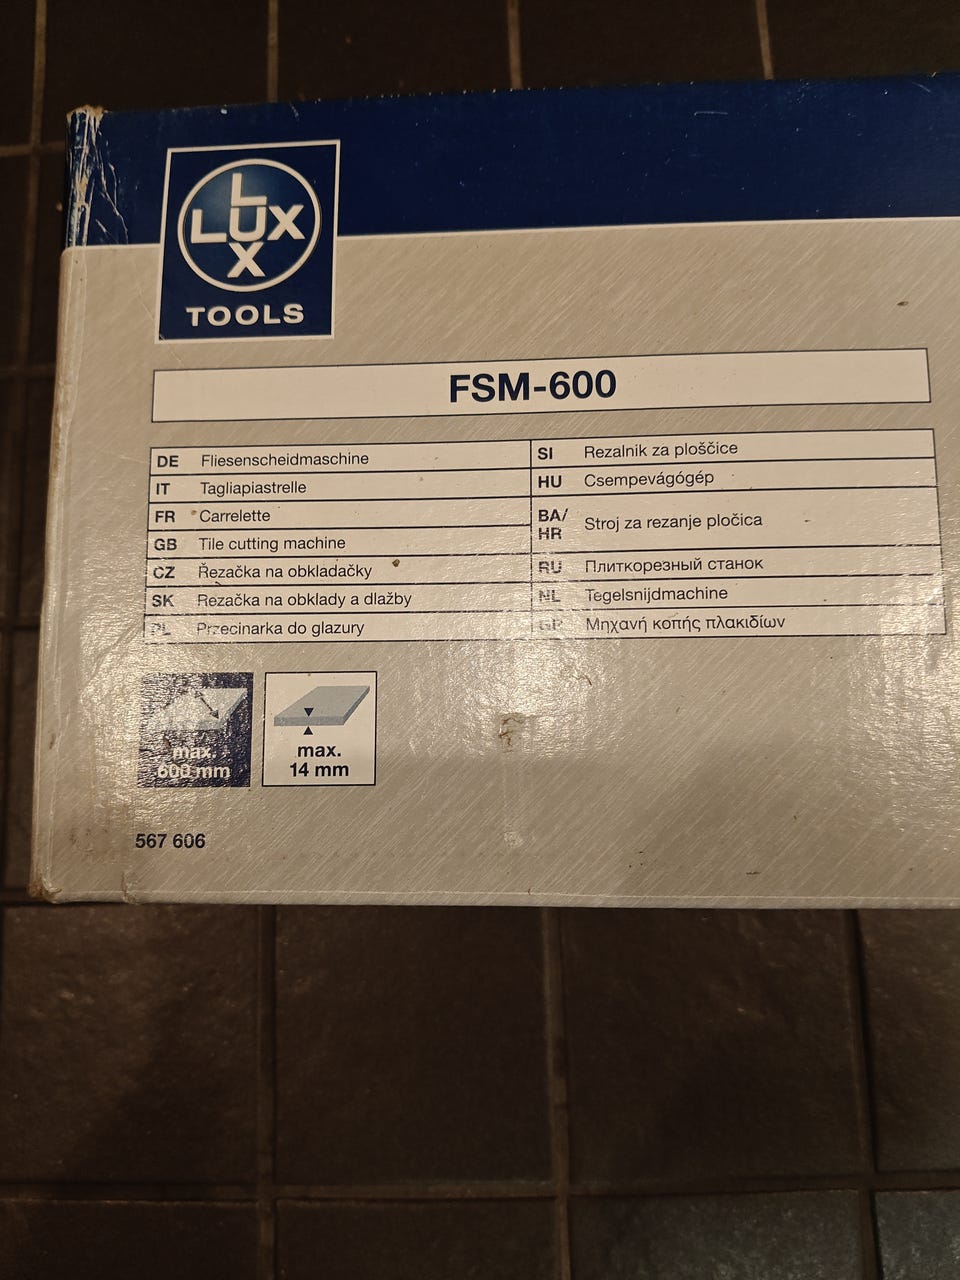 L
LUX
X
TOOLS
FSM-600
DE Fliesenscheidmaschine
IT Tagliapiastrelle
FR Carrelette
GB Tile cutting machine
CZ Řezačka na obkladačky
SK Rezačka na obklady a dlažby
PL Przecinarka do glazury
SI Rezalnik za ploščice
HU Csempevágógép
BA/
HR Stroj za rezanje pločica
RU Плиткорезный станок
NL Tegelsnijdmachine
GR Μηχανή κοπής πλακιδίων
max.
600 mm
max.
14 mm
567 606